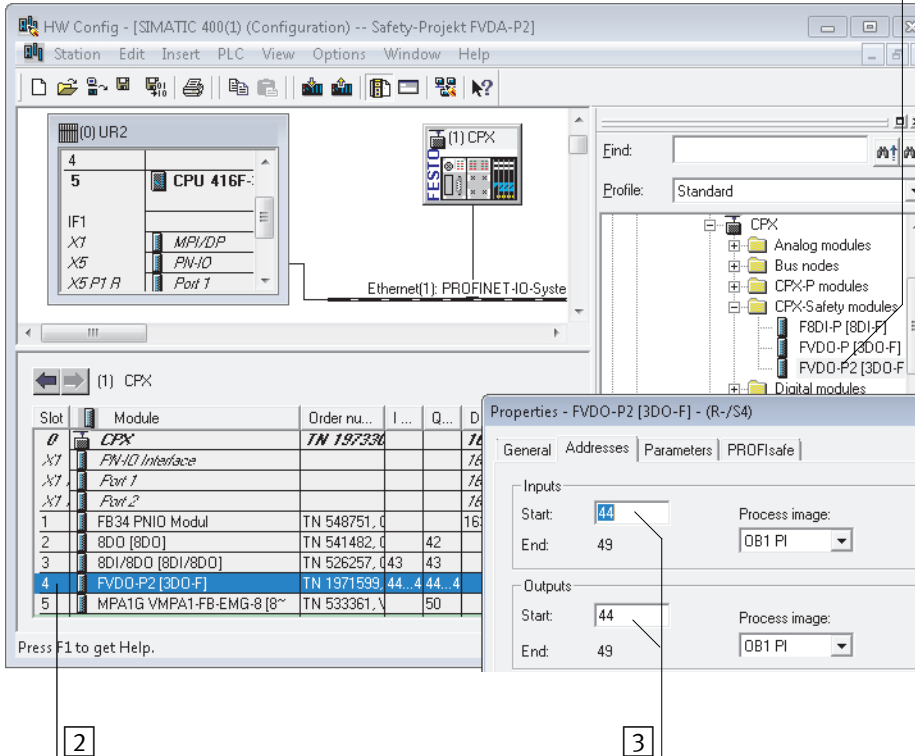 HW Config - [SIMATIC 400(1) (Configuration) -- Safety-Projekt FVDA-P2]
Station Edit Insert PLC View Options Window Help
(0) UR2
4
5 CPU 416F-
IF1
X1 MPI/DP
X5 PN-IO
X5 P1 R Port 1
(1) CPX
FESTO
Ethernet(1): PROFINET-IO-Syste
Find:
Profile: Standard
CPX
Analog modules
Bus nodes
CPX-P modules
CPX-Safety modules
F8DI-P [8DI-F]
FVDO-P [3DO-F]
FVDO-P2 [3DO-F
Digital modules
(1) CPX
Slot Module Order nu... I ... Q... D
0 CPX TN 197330 16
X1 PN-IO Interface 16
X1 Port 1 16
X1 Port 2 16
1 FB34 PNIO Modul TN 548751, 0 16
2 8DO [8DO] TN 541482, 0 42
3 8DI/8DO [8DI/8DO] TN 526257, 0 43 43
4 FVDO-P2 [3DO-F] TN 1971599, 44...4 44...4
5 MPA1G VMPA1-FB-EMG-8 [8~ TN 533361, V 50
Press F1 to get Help.
Properties - FVDO-P2 [3DO-F] - (R-/S4)
General Addresses Parameters PROFIsafe
Inputs
Start: 44 Process image:
End: 49 OB1 PI
Outputs
Start: 44 Process image:
End: 49 OB1 PI
2 3